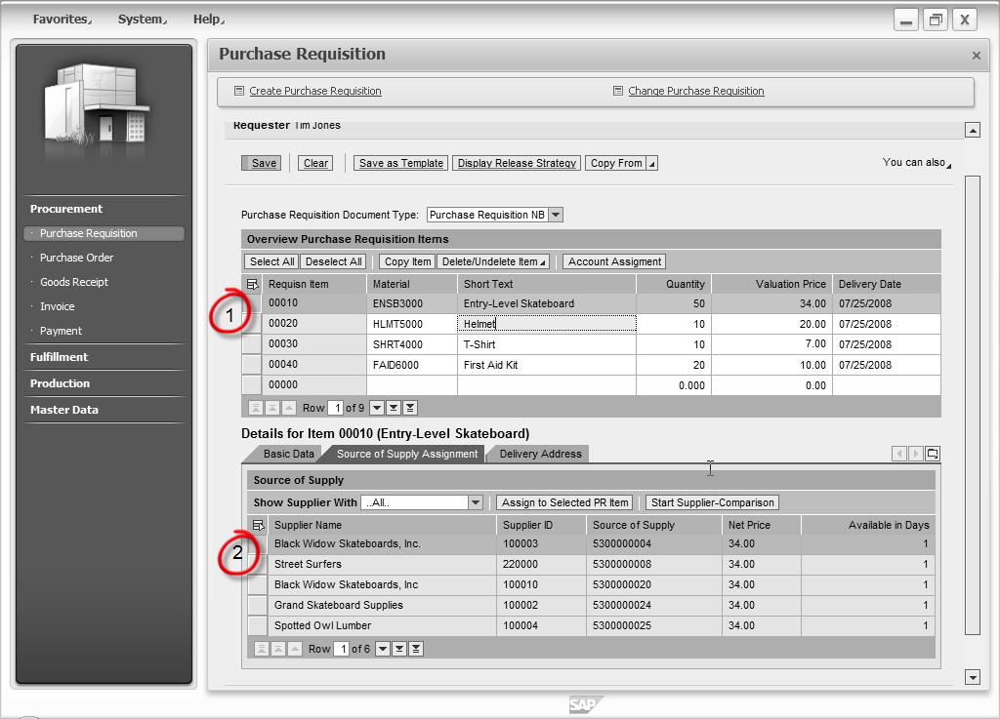 Favorites System Help
Purchase Requisition
Create Purchase Requisition Change Purchase Requisition
Requester Tim Jones
Save Clear Save as Template Display Release Strategy Copy From You can also
Procurement
Purchase Requisition
Purchase Order
Goods Receipt
Invoice
Payment
Fulfillment
Production
Master Data
Purchase Requisition Document Type: Purchase Requisition NB
Overview Purchase Requisition Items
Select All Deselect All Copy Item Delete/Undelete Item Account Assigment
Requisn Item Material Short Text Quantity Valuation Price Delivery Date
1
00010 ENSB3000 Entry-Level Skateboard 50 34.00 07/25/2008
00020 HLMT5000 Helmet 10 20.00 07/25/2008
00030 SHRT4000 T-Shirt 10 7.00 07/25/2008
00040 FAID6000 First Aid Kit 20 10.00 07/25/2008
00000 0.000 0.00
Row 1 of 9
Details for Item 00010 (Entry-Level Skateboard)
Basic Data Source of Supply Assignment Delivery Address
Source of Supply
Show Supplier With ..All.. Assign to Selected PR Item Start Supplier-Comparison
Supplier Name Supplier ID Source of Supply Net Price Available in Days
2
Black Widow Skateboards, Inc. 100003 5300000004 34.00 1
Street Surfers 220000 5300000008 34.00 1
Black Widow Skateboards, Inc 100010 5300000020 34.00 1
Grand Skateboard Supplies 100002 5300000024 34.00 1
Spotted Owl Lumber 100004 5300000025 34.00 1
Row 1 of 6
SAP